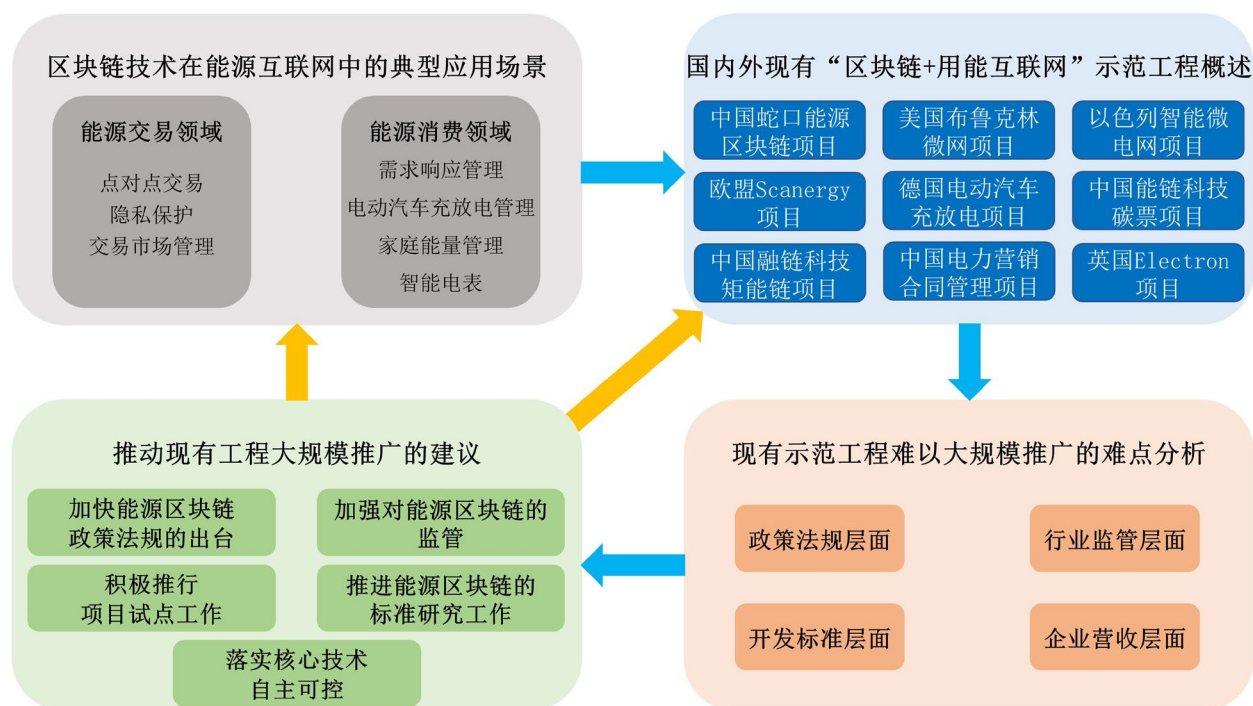 区块链技术在能源互联网中的典型应用场景
能源交易领域
点对点交易
隐私保护
交易市场管理
能源消费领域
需求响应管理
电动汽车充放电管理
家庭能量管理
智能电表
国内外现有“区块链+用能互联网”示范工程概述
中国蛇口能源
区块链项目
美国布鲁克林
微网项目
以色列智能微
电网项目
欧盟Scanergy
项目
德国电动汽车
充放电项目
中国能链科技
碳票项目
中国融链科技
矩能链项目
中国电力营销
合同管理项目
英国Electron
项目
推动现有工程大规模推广的建议
加快能源区块链
政策法规的出台
加强对能源区块链的
监管
积极推行
项目试点工作
推进能源区块链的
标准研究工作
落实核心技术
自主可控
现有示范工程难以大规模推广的难点分析
政策法规层面
行业监管层面
开发标准层面
企业营收层面